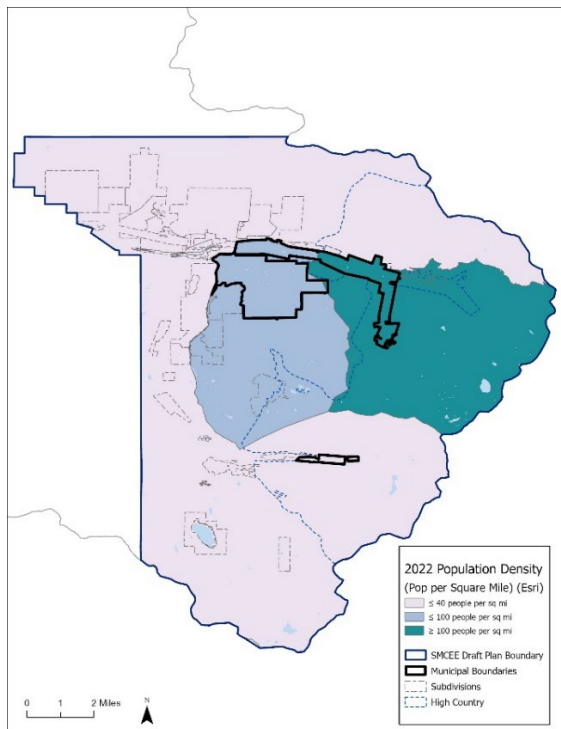 2022 Population Density
(Pop per Square Mile) (Esri)
≤ 40 people per sq mi
≤ 100 people per sq mi
≥ 100 people per sq mi
SMCEE Draft Plan Boundary
Municipal Boundaries
Subdivisions
High Country
0 1 2 Miles
N